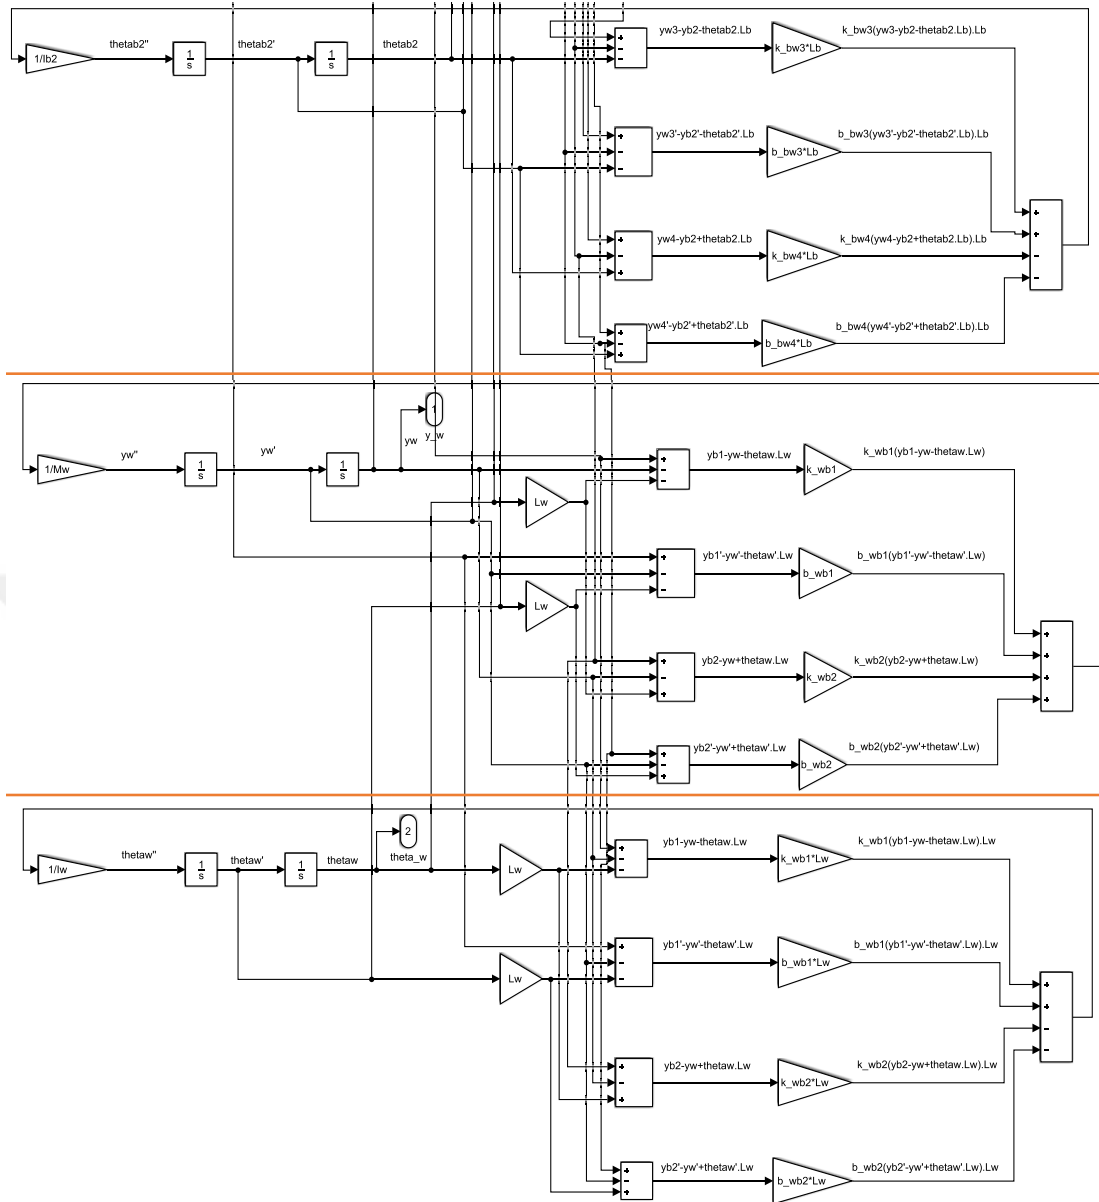 thetab2'' thetab2' thetab2 yw3-yb2-thetab2.Lb k_bw3(yw3-yb2-thetab2.Lb).Lb
1/Ib2 1/s 1/s + - - k_bw3*Lb
yw3'-yb2'-thetab2'.Lb b_bw3(yw3'-yb2'-thetab2'.Lb).Lb
+ - - b_bw3*Lb
yw4-yb2+thetab2.Lb k_bw4(yw4-yb2+thetab2.Lb).Lb
+ - + k_bw4*Lb + + - -
yw4'-yb2'+thetab2'.Lb b_bw4(yw4'-yb2'+thetab2'.Lb).Lb
+ - + b_bw4*Lb
1
y_w
yw'' yw' yw yb1-yw-thetaw.Lw k_wb1(yb1-yw-thetaw.Lw)
1/Mw 1/s 1/s + - - k_wb1
Lw
yb1'-yw'-thetaw'.Lw b_wb1(yb1'-yw'-thetaw'.Lw)
+ - - b_wb1
Lw
yb2-yw+thetaw.Lw k_wb2(yb2-yw+thetaw.Lw)
+ - + k_wb2 + + + +
yb2'-yw'+thetaw'.Lw b_wb2(yb2'-yw'+thetaw'.Lw)
+ - + b_wb2
2
theta_w
thetaw'' thetaw' thetaw yb1-yw-thetaw.Lw k_wb1(yb1-yw-thetaw.Lw).Lw
1/Iw 1/s 1/s Lw + - - k_wb1*Lw
yb1'-yw'-thetaw'.Lw b_wb1(yb1'-yw'-thetaw'.Lw).Lw
Lw + - - b_wb1*Lw
yb2-yw+thetaw.Lw k_wb2(yb2-yw+thetaw.Lw).Lw
+ - + k_wb2*Lw + + - -
yb2'-yw'+thetaw'.Lw b_wb2(yb2'-yw'+thetaw'.Lw).Lw
+ - + b_wb2*Lw